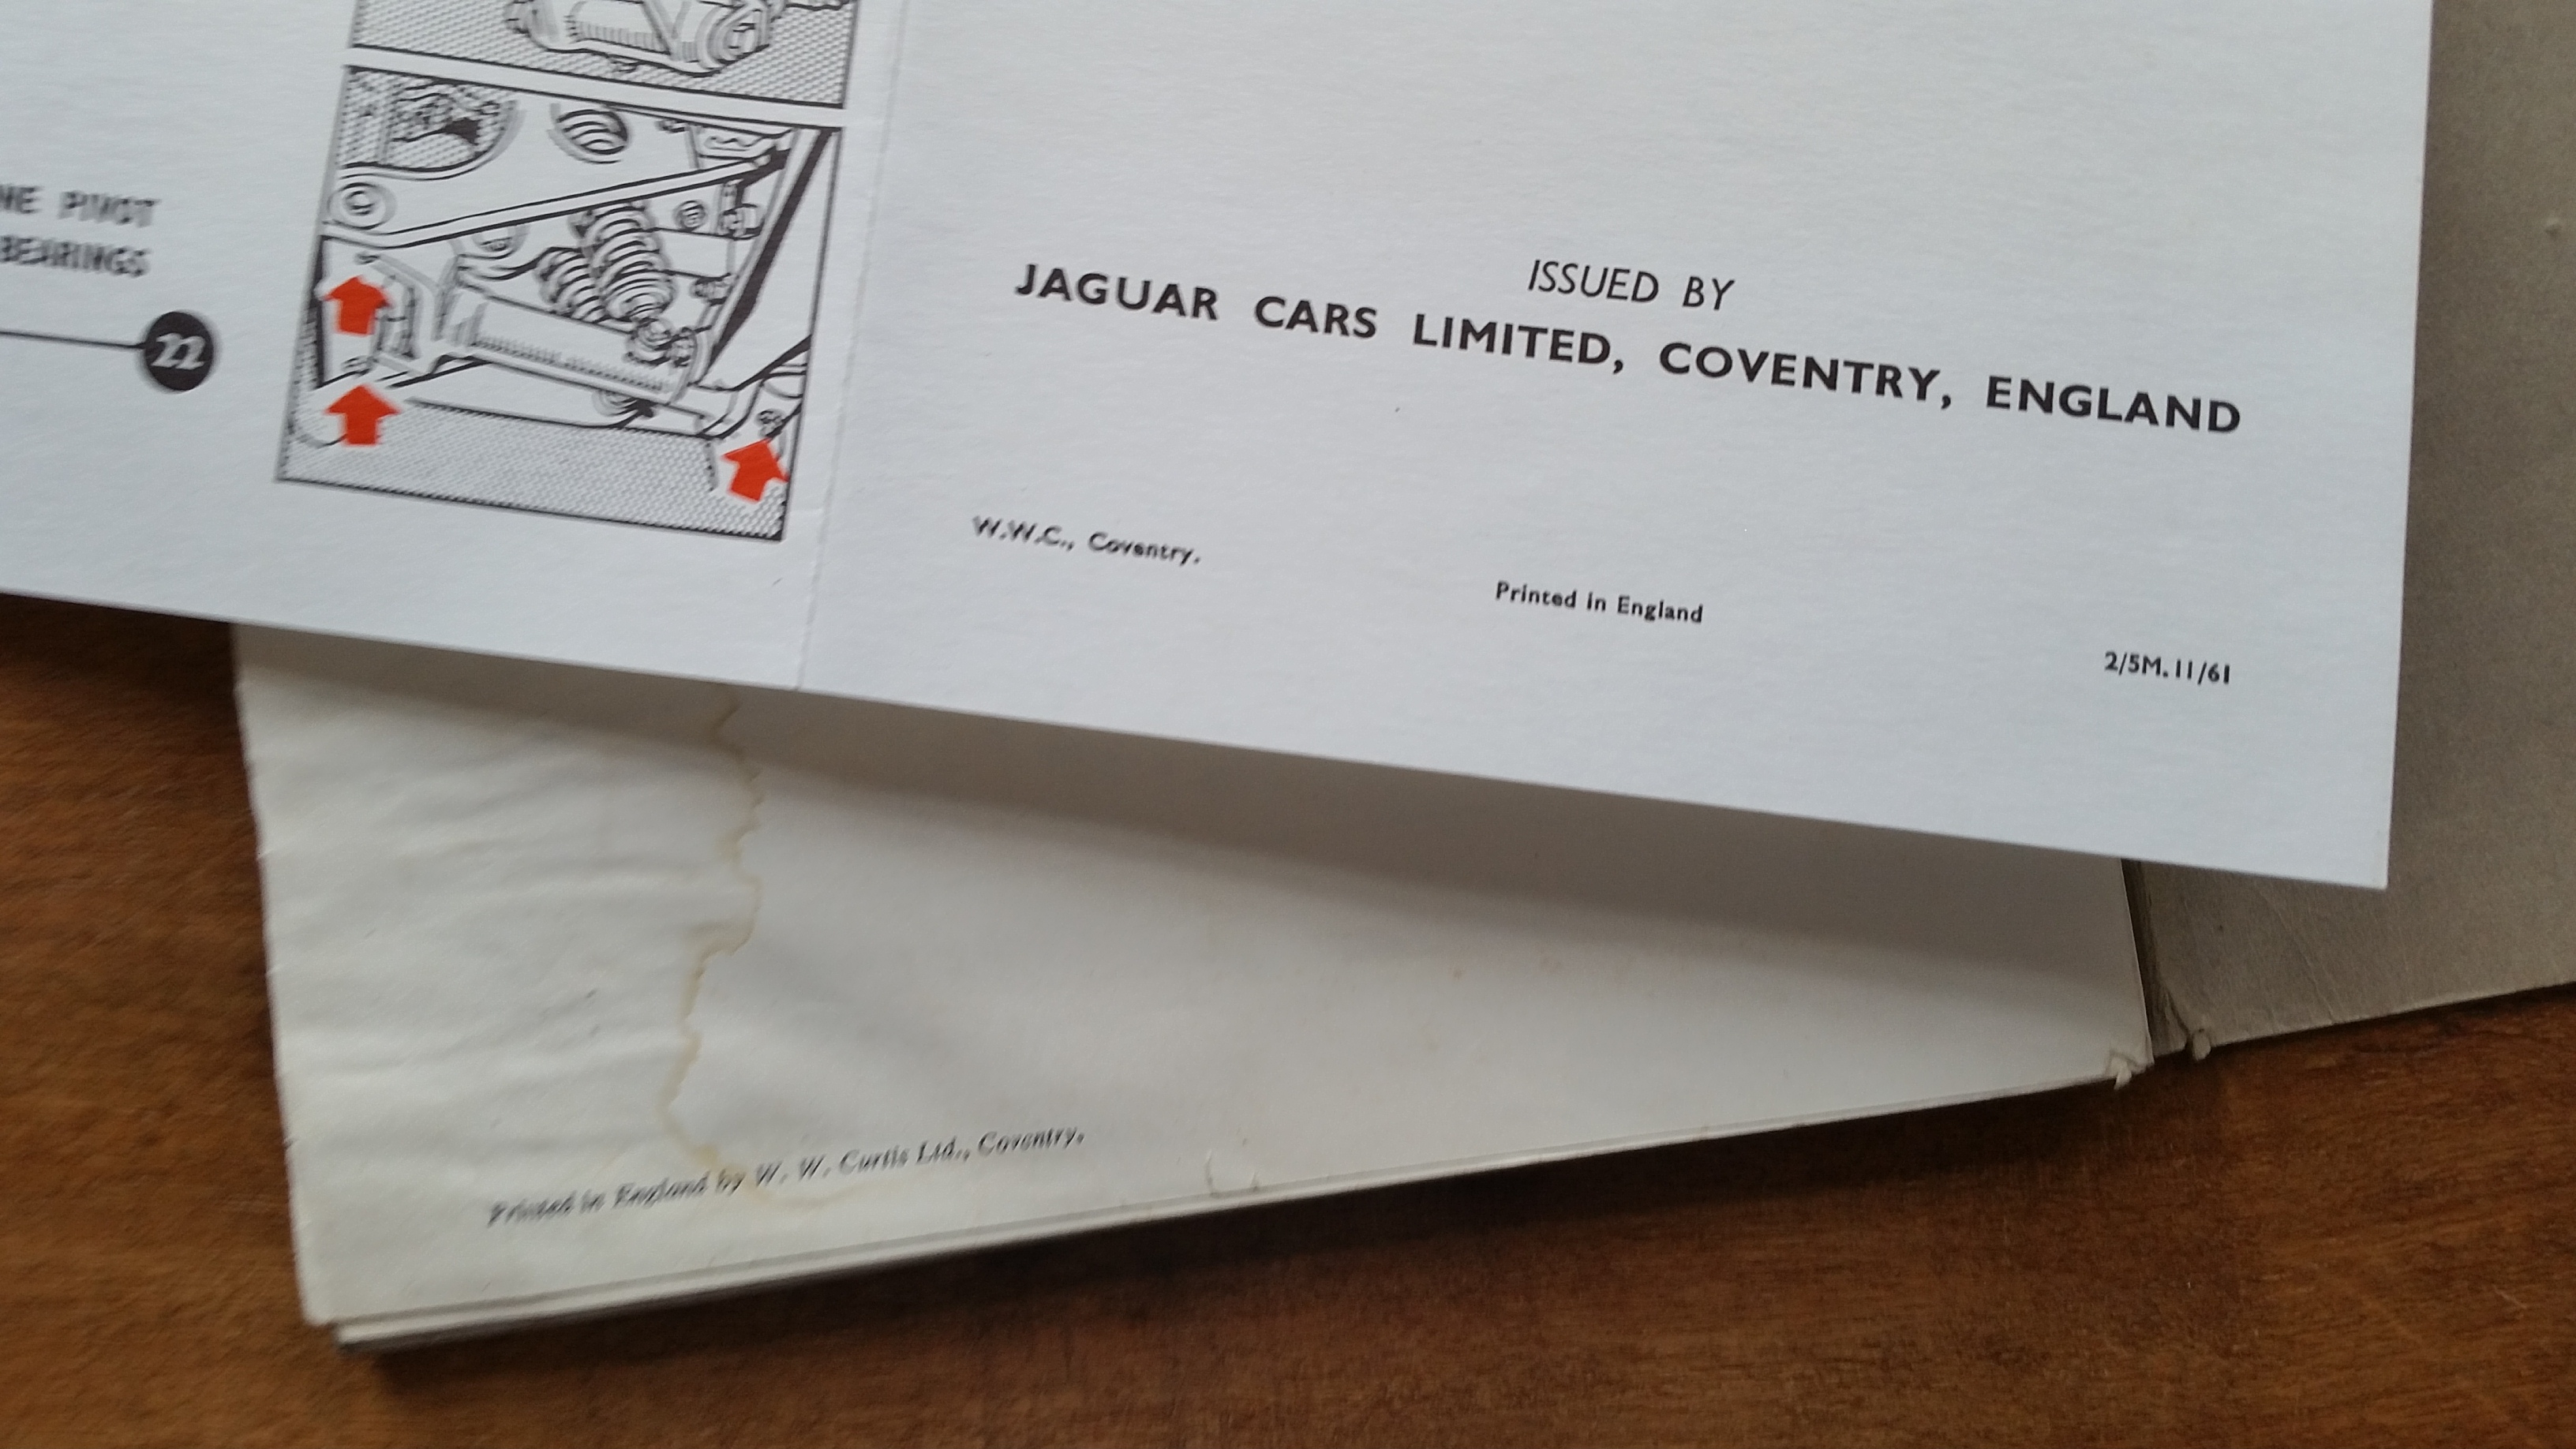 PIVOT
BEARINGS
22
ISSUED BY
JAGUAR CARS LIMITED, COVENTRY, ENGLAND
W.W.C., Coventry.
Printed in England
2/5M.11/61
Printed in England by W. W. Curtis Ltd., Coventry.